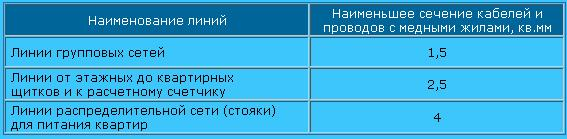 Наименование линий
Наименьшее сечение кабелей и
проводов с медными жилами, кв.мм
Линии групповых сетей
1,5
Линии от этажных до квартирных
щитков и к расчетному счетчику
2,5
Линии распределительной сети (стояки)
для питания квартир
4